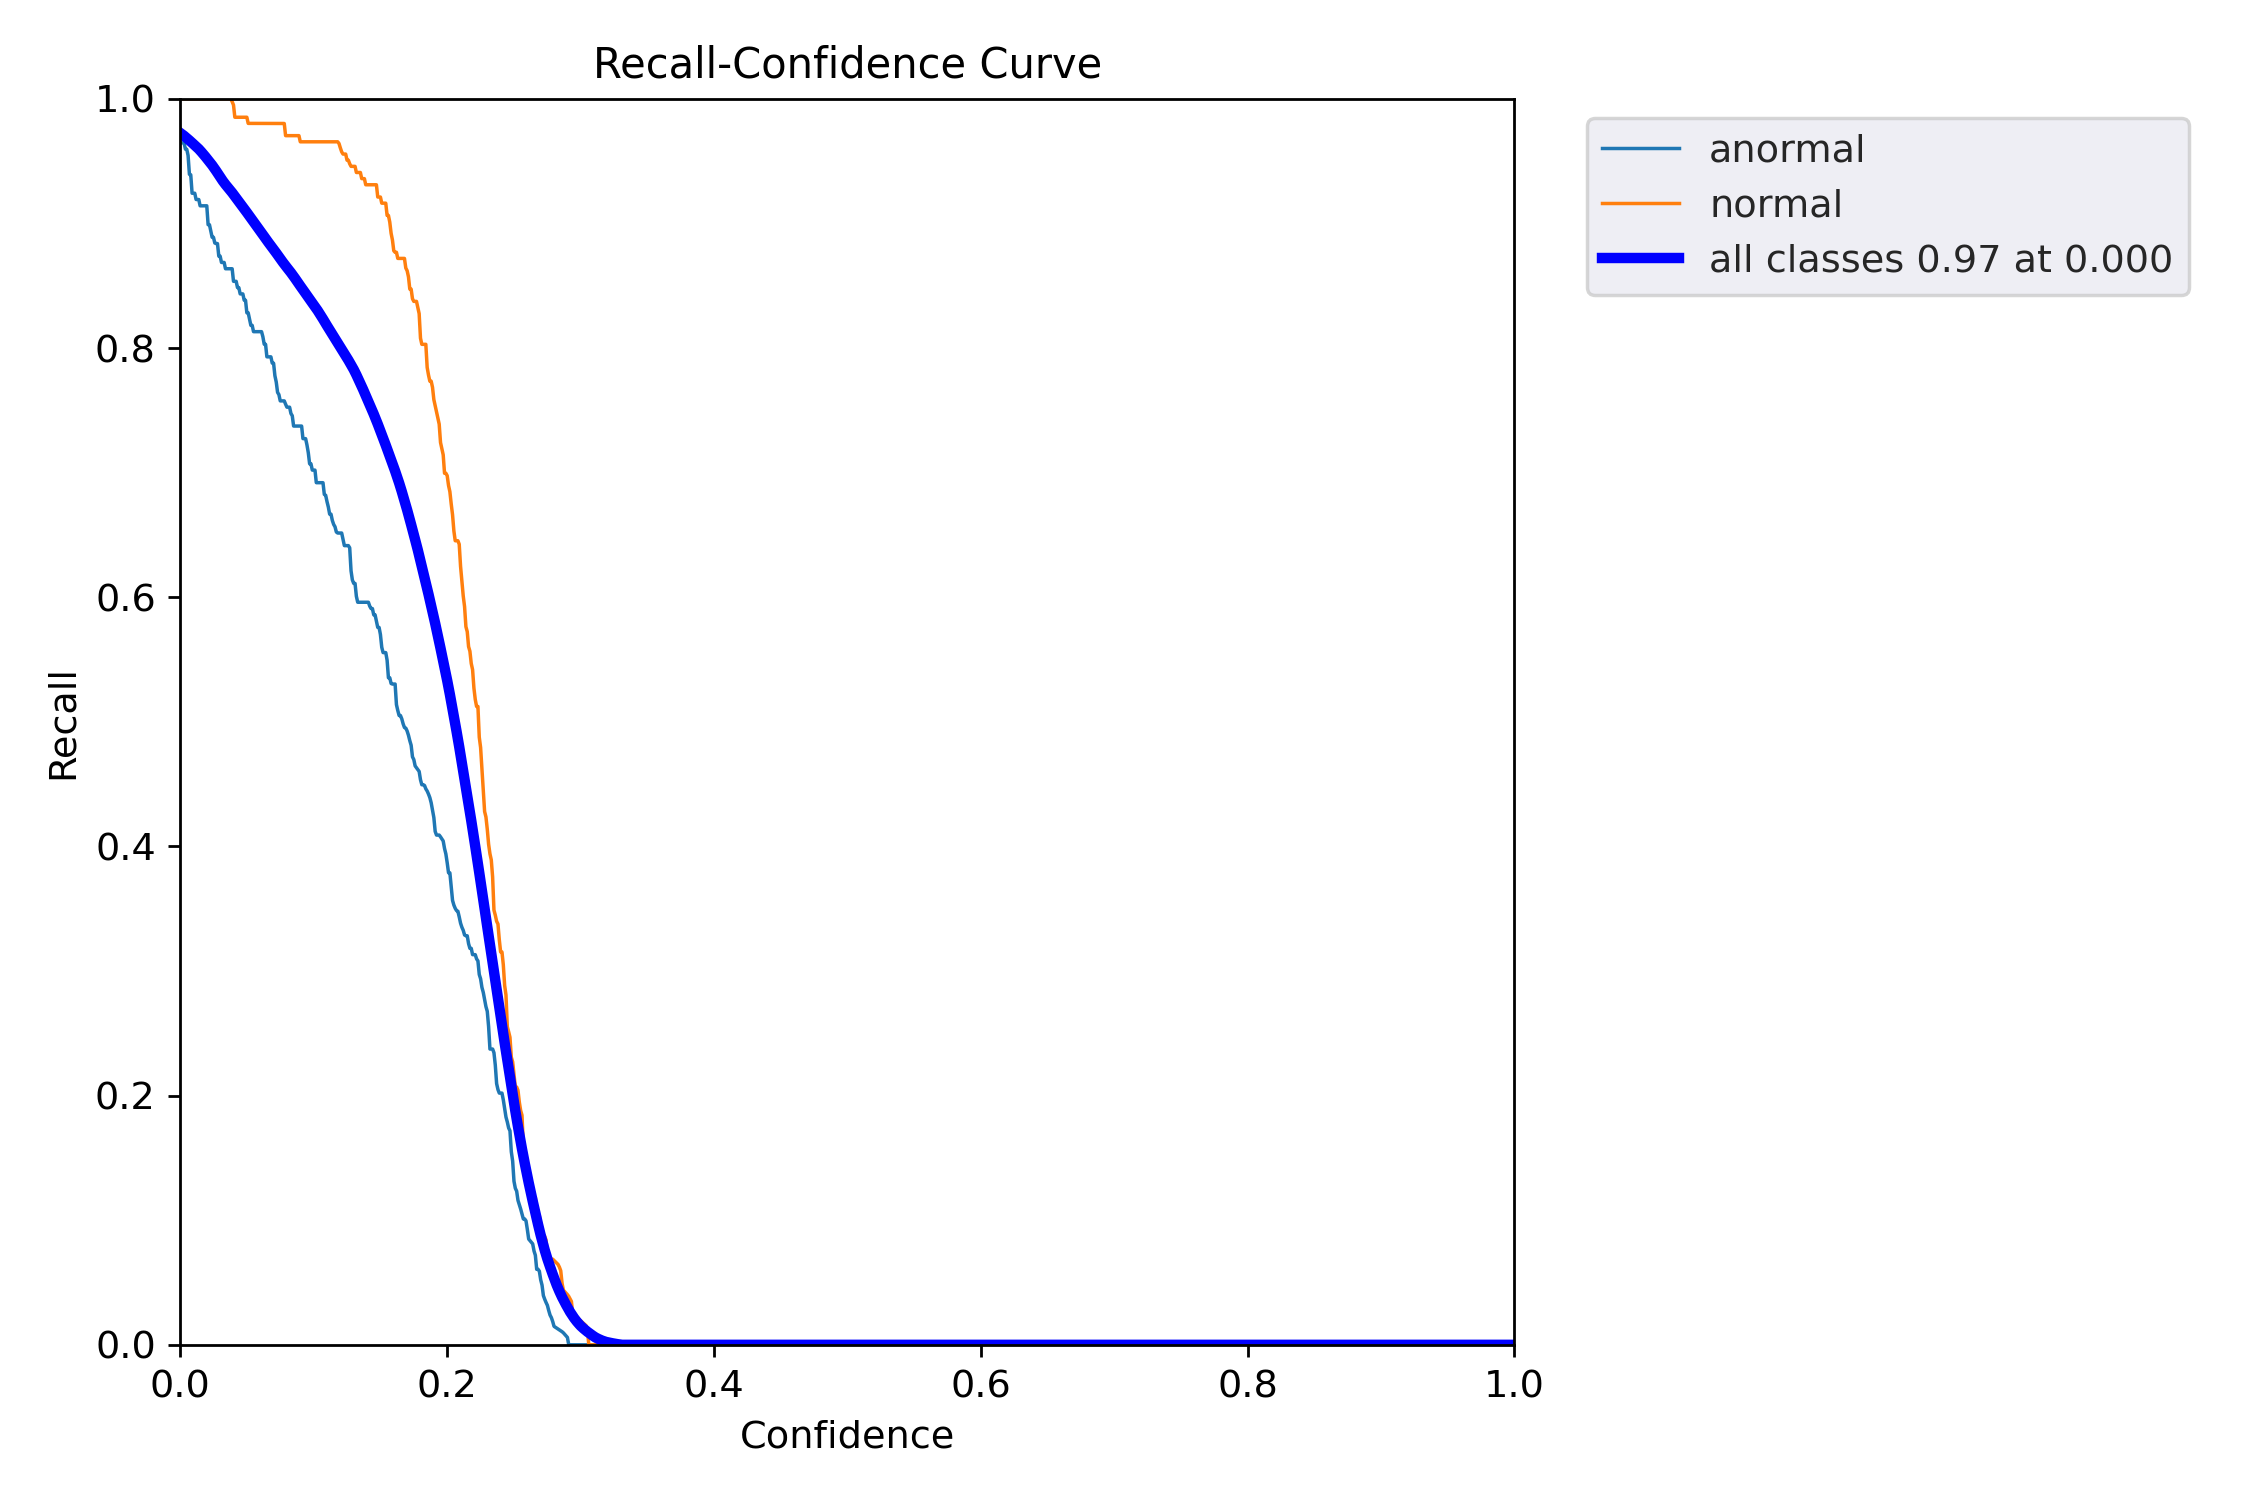 Recall-Confidence Curve
1.0
0.8
0.6
0.4
0.2
0.0
Recall
0.0 0.2 0.4 0.6 0.8 1.0
Confidence
anormal
normal
all classes 0.97 at 0.000